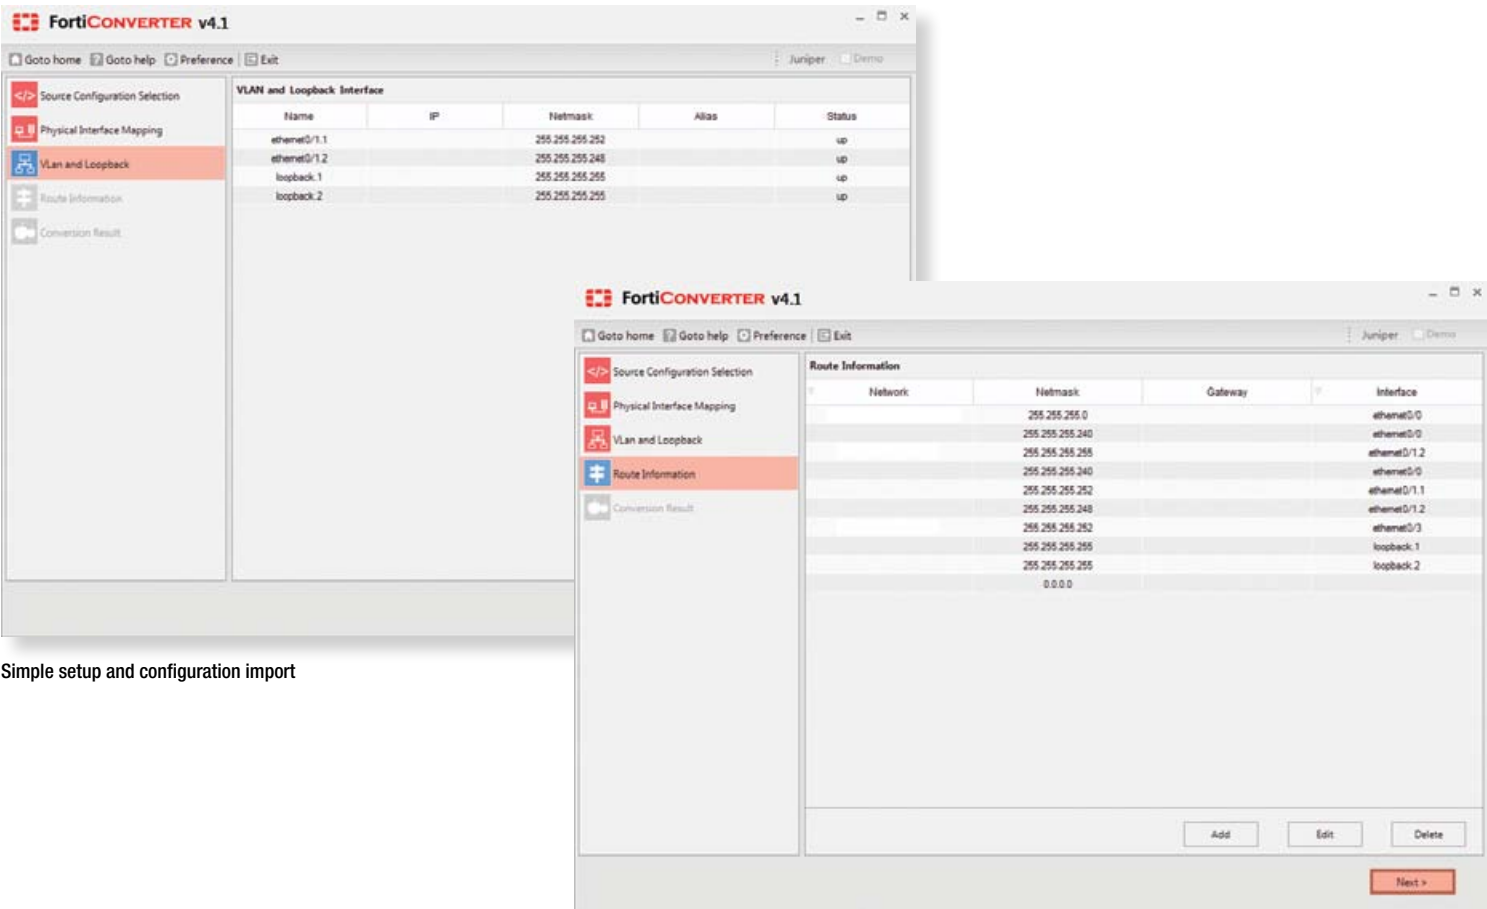 FortiCONVERTER v4.1
Goto home Goto help Preference Exit Juniper Demo
Source Configuration Selection
Physical Interface Mapping
VLan and Loopback
Route Information
Conversion Result
VLAN and Loopback Interface
Name IP Netmask Alias Status
ethernet0/1.1 255.255.255.252 up
ethernet0/1.2 255.255.255.248 up
loopback.1 255.255.255.255 up
loopback.2 255.255.255.255 up
Simple setup and configuration import
FortiCONVERTER v4.1
Goto home Goto help Preference Exit Juniper Demo
Source Configuration Selection
Physical Interface Mapping
VLan and Loopback
Route Information
Conversion Result
Route Information
Network Netmask Gateway Interface
255.255.255.0 ethernet0/0
255.255.255.240 ethernet0/0
255.255.255.255 ethernet0/1.2
255.255.255.240 ethernet0/0
255.255.255.252 ethernet0/1.1
255.255.255.248 ethernet0/1.2
255.255.255.252 ethernet0/3
255.255.255.255 loopback.1
255.255.255.255 loopback.2
0.0.0.0
Add Edit Delete
Next >